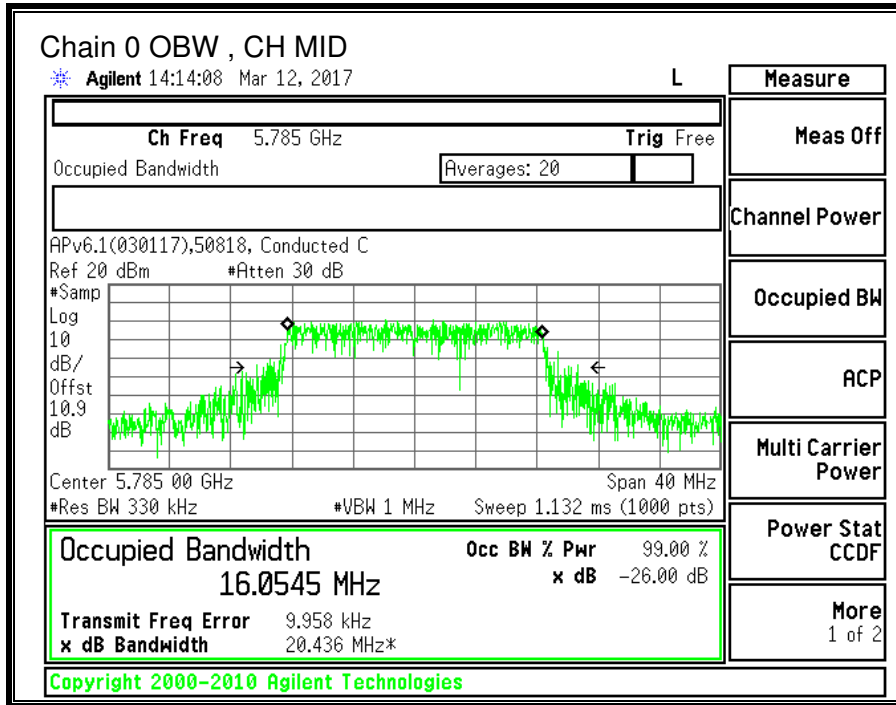 Chain 0 OBW , CH MID
Agilent 14:14:08 Mar 12, 2017 L
Measure
Ch Freq 5.785 GHz Trig Free
Meas Off
Occupied Bandwidth Averages: 20
Channel Power
APv6.1(030117),50818, Conducted C
Ref 20 dBm #Atten 30 dB
#Samp
Log
10
dB/
Offst
10.9
dB
Occupied BW
ACP
Center 5.785 00 GHz Span 40 MHz
#Res BW 330 kHz #VBW 1 MHz Sweep 1.132 ms (1000 pts)
Multi Carrier
Power
Occupied Bandwidth Occ BW % Pwr 99.00 %
16.0545 MHz x dB -26.00 dB
Power Stat
CCDF
Transmit Freq Error 9.958 kHz
x dB Bandwidth 20.436 MHz*
More
1 of 2
Copyright 2000-2010 Agilent Technologies